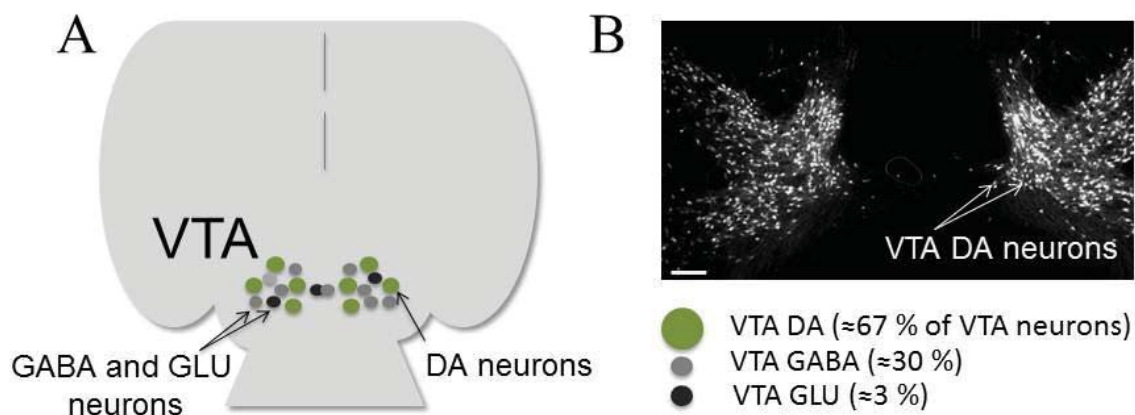 A
VTA
GABA and GLU
neurons
DA neurons
B
VTA DA neurons
VTA DA (≈67 % of VTA neurons)
VTA GABA (≈30 %)
VTA GLU (≈3 %)